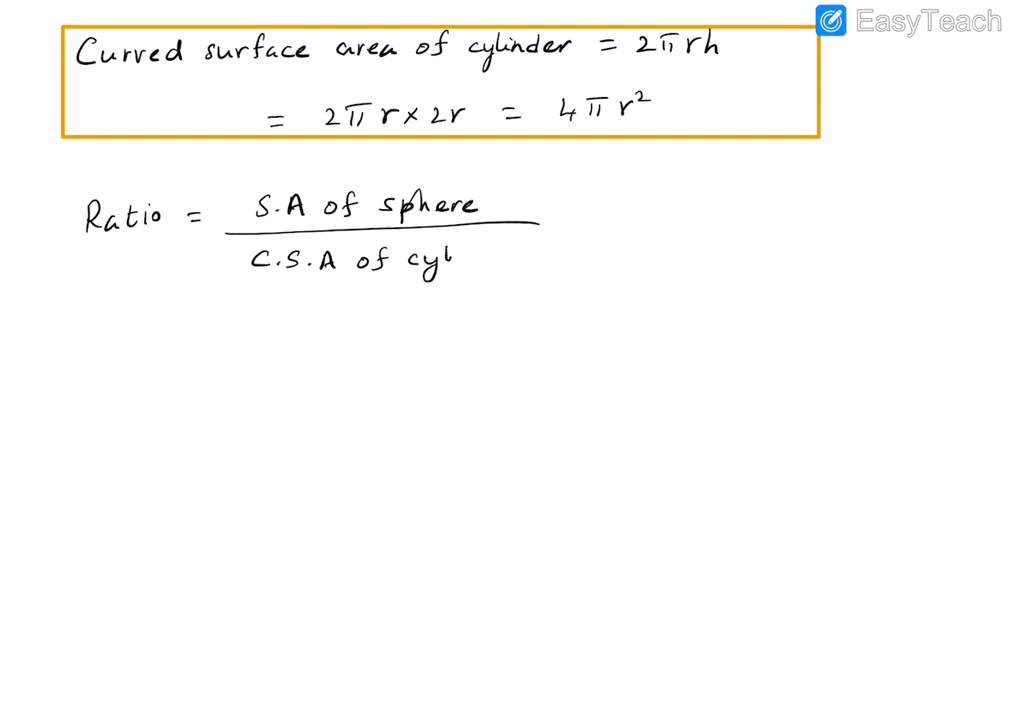 EasyTeach
Curved surface area of cylinder = 2πrh
= 2πr × 2r = 4πr²
Ratio = S.A of sphere
C.S.A of cyl